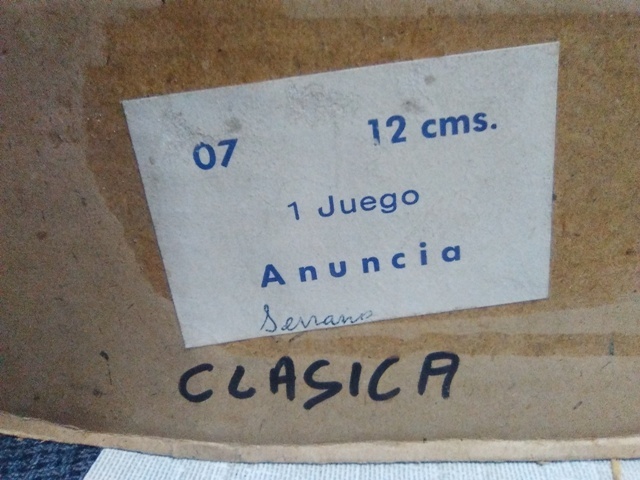 07 12 cms.
1 Juego
Anuncia
Serrano
CLASICA